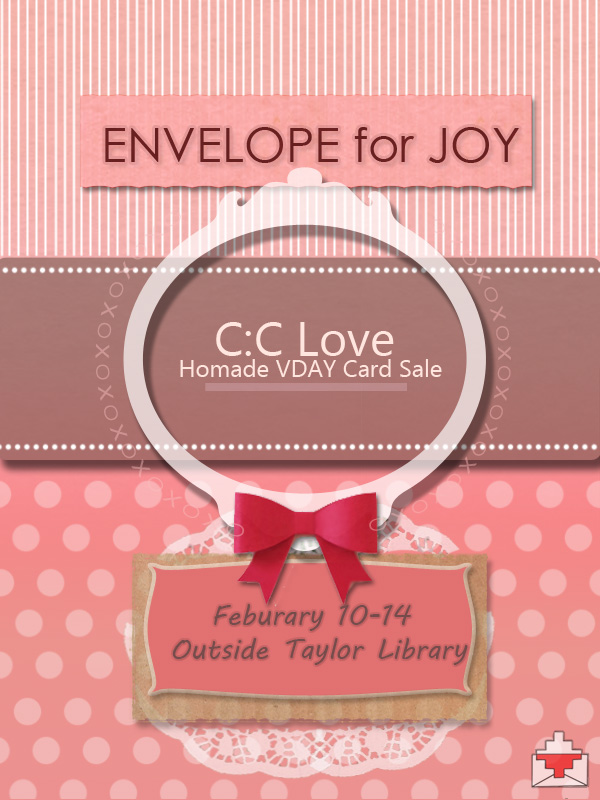 ENVELOPE for JOY
C:C Love
Homade VDAY Card Sale
Feburary 10-14
Outside Taylor Library